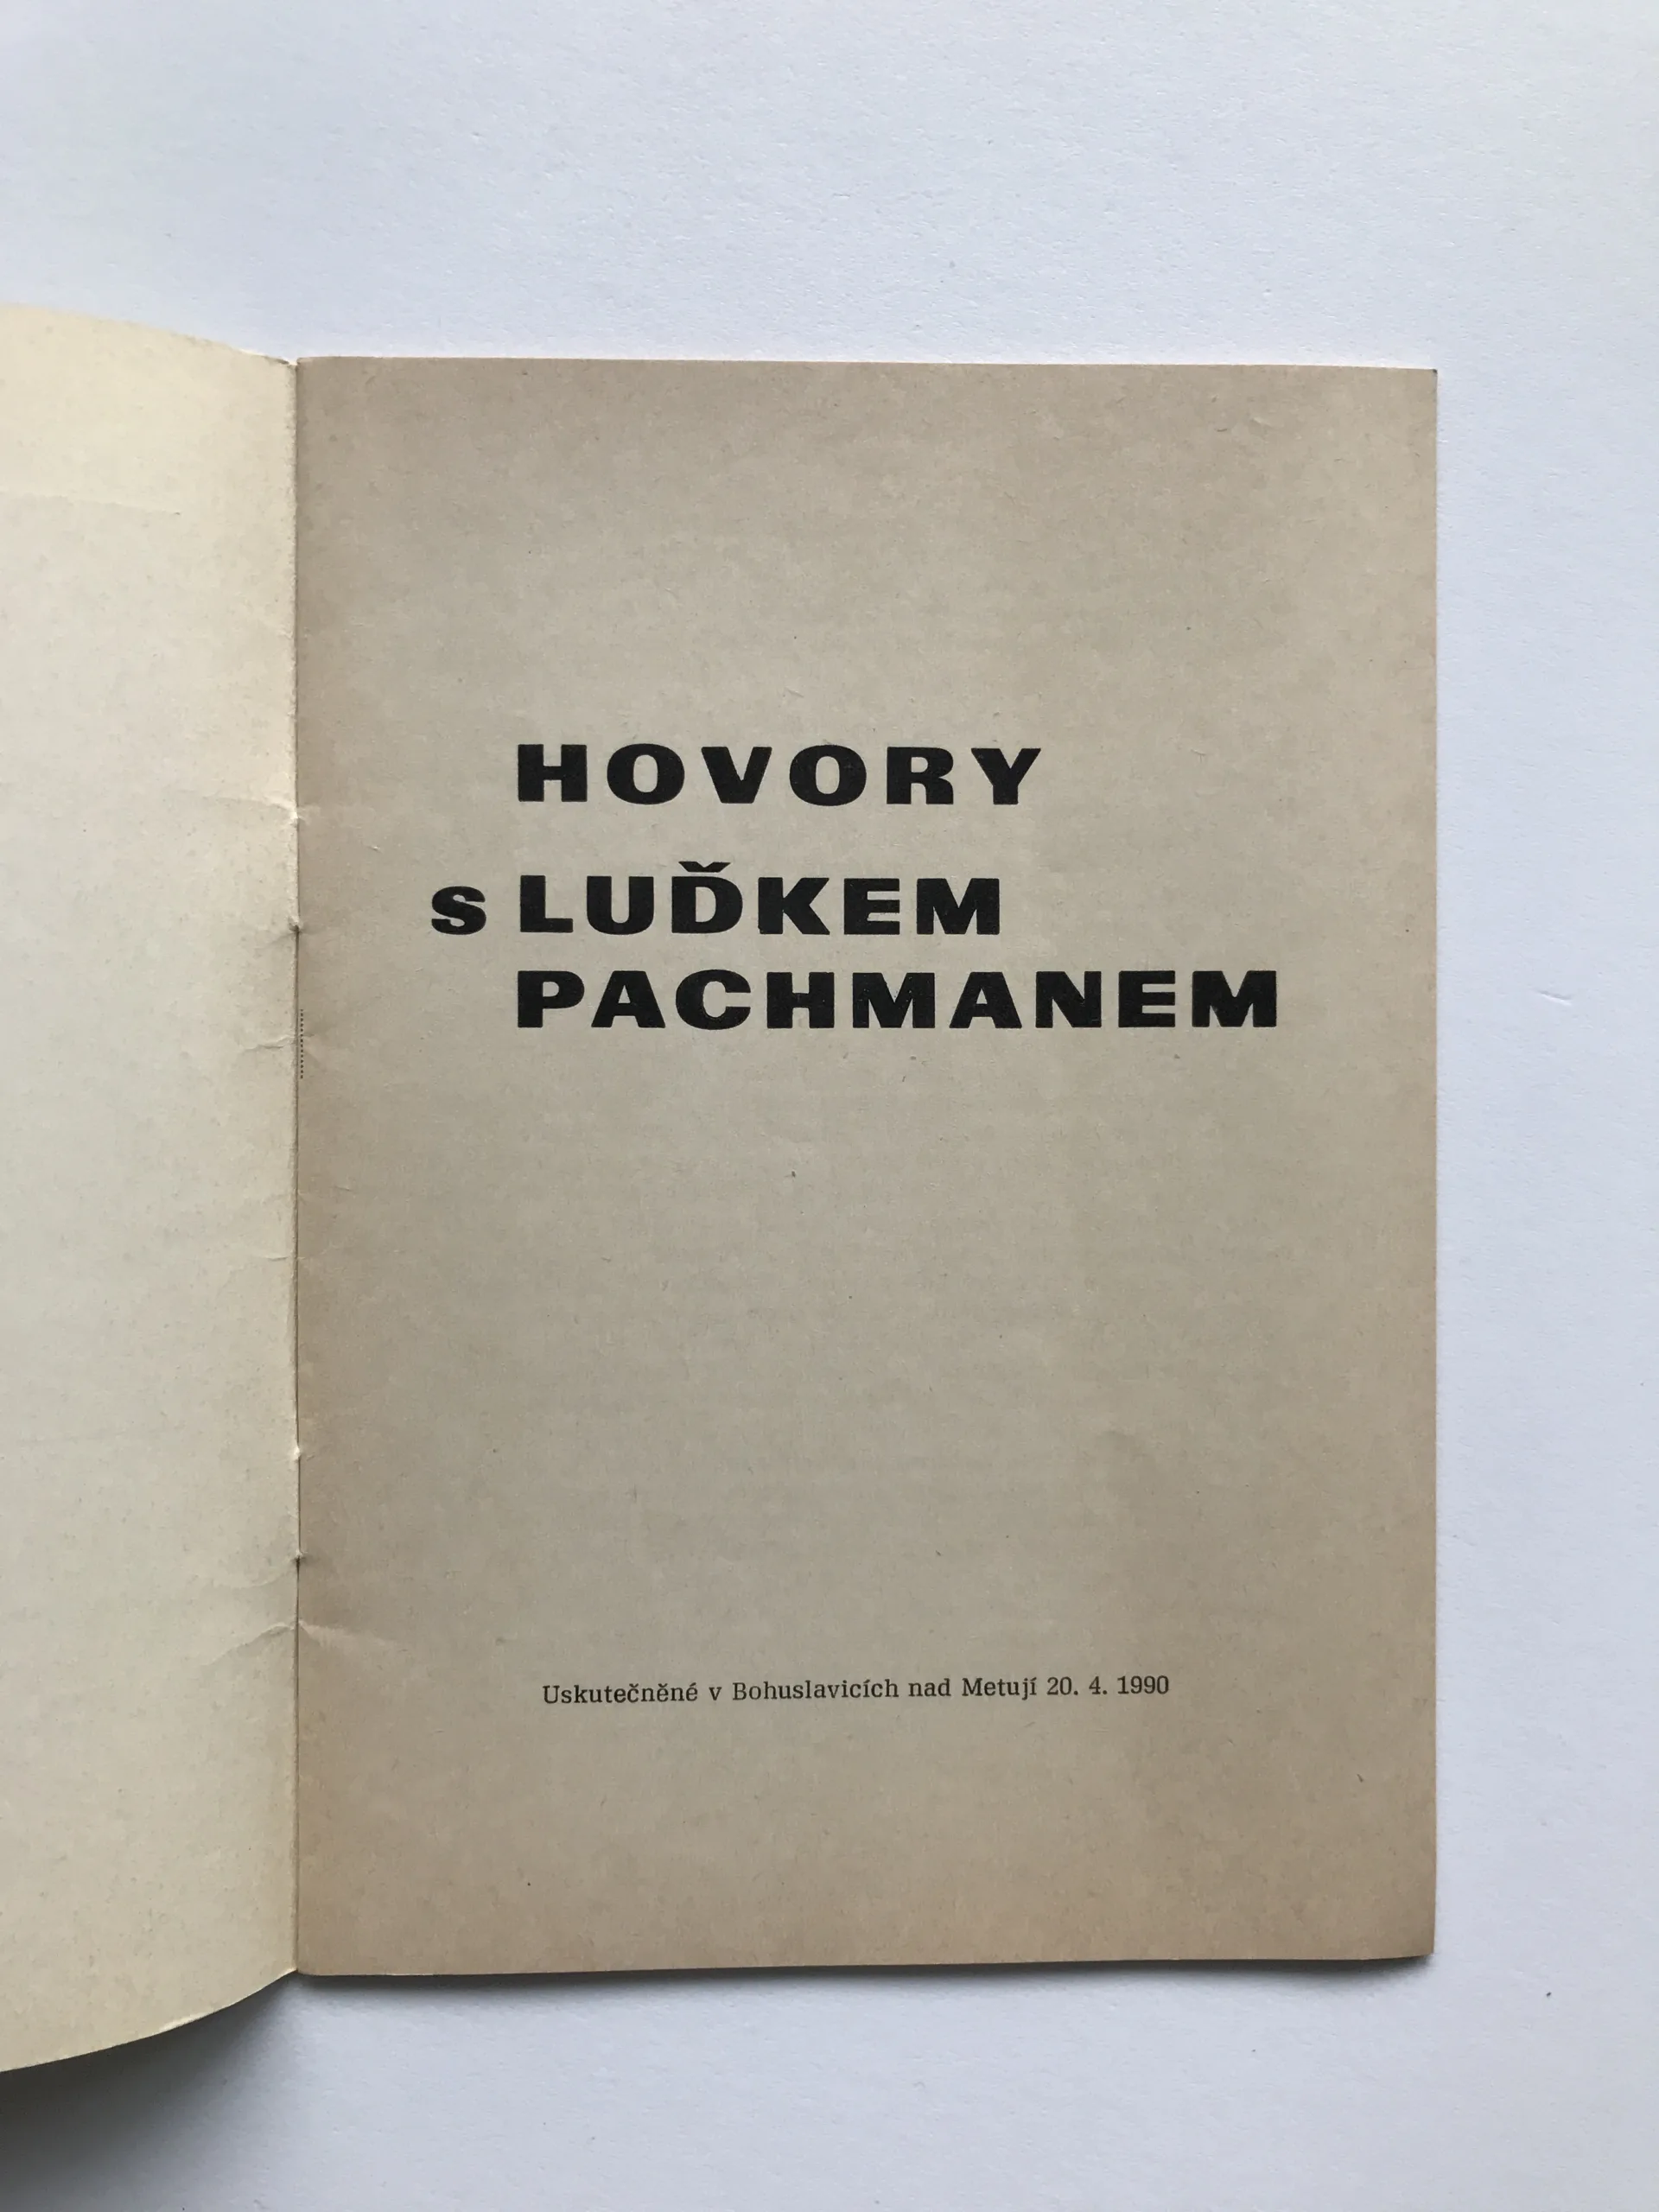 HOVORY
s LUĎKEM
PACHMANEM
Uskutečněné v Bohuslavicích nad Metují 20. 4. 1990